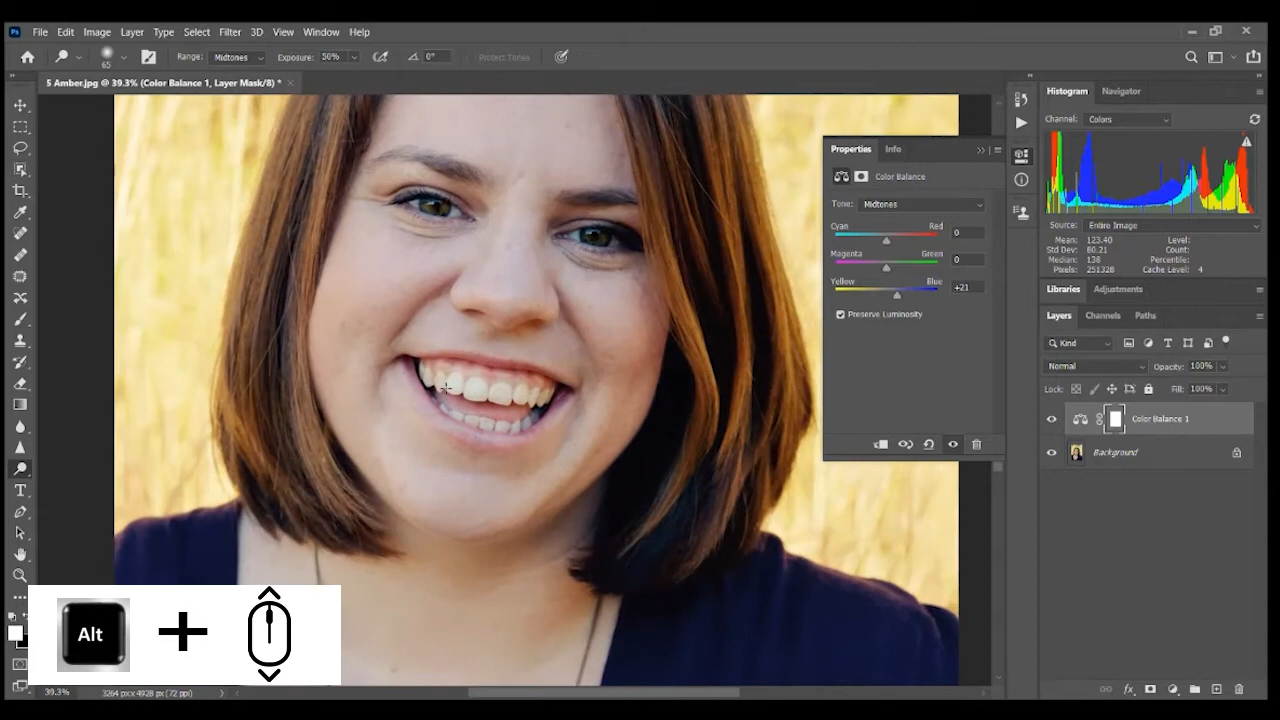 Ps File Edit Image Layer Type Select Filter 3D View Window Help
65 Range: Midtones Exposure: 50% 0° Protect Tones
5 Amber.jpg @ 39.3% (Color Balance 1, Layer Mask/8) *
Properties Info
Color Balance
Tone: Midtones
Cyan Red 0
Magenta Green 0
Yellow Blue +21
Preserve Luminosity
Histogram Navigator
Channel: Colors
Source: Entire Image
Mean: 123.40 Level:
Std Dev: 80.21 Count:
Median: 138 Percentile:
Pixels: 251328 Cache Level: 4
Libraries Adjustments
Layers Channels Paths
Kind
Normal Opacity: 100%
Lock: Fill: 100%
Color Balance 1
Background
Alt
39.3% 3264 px x 4928 px (72 ppi)